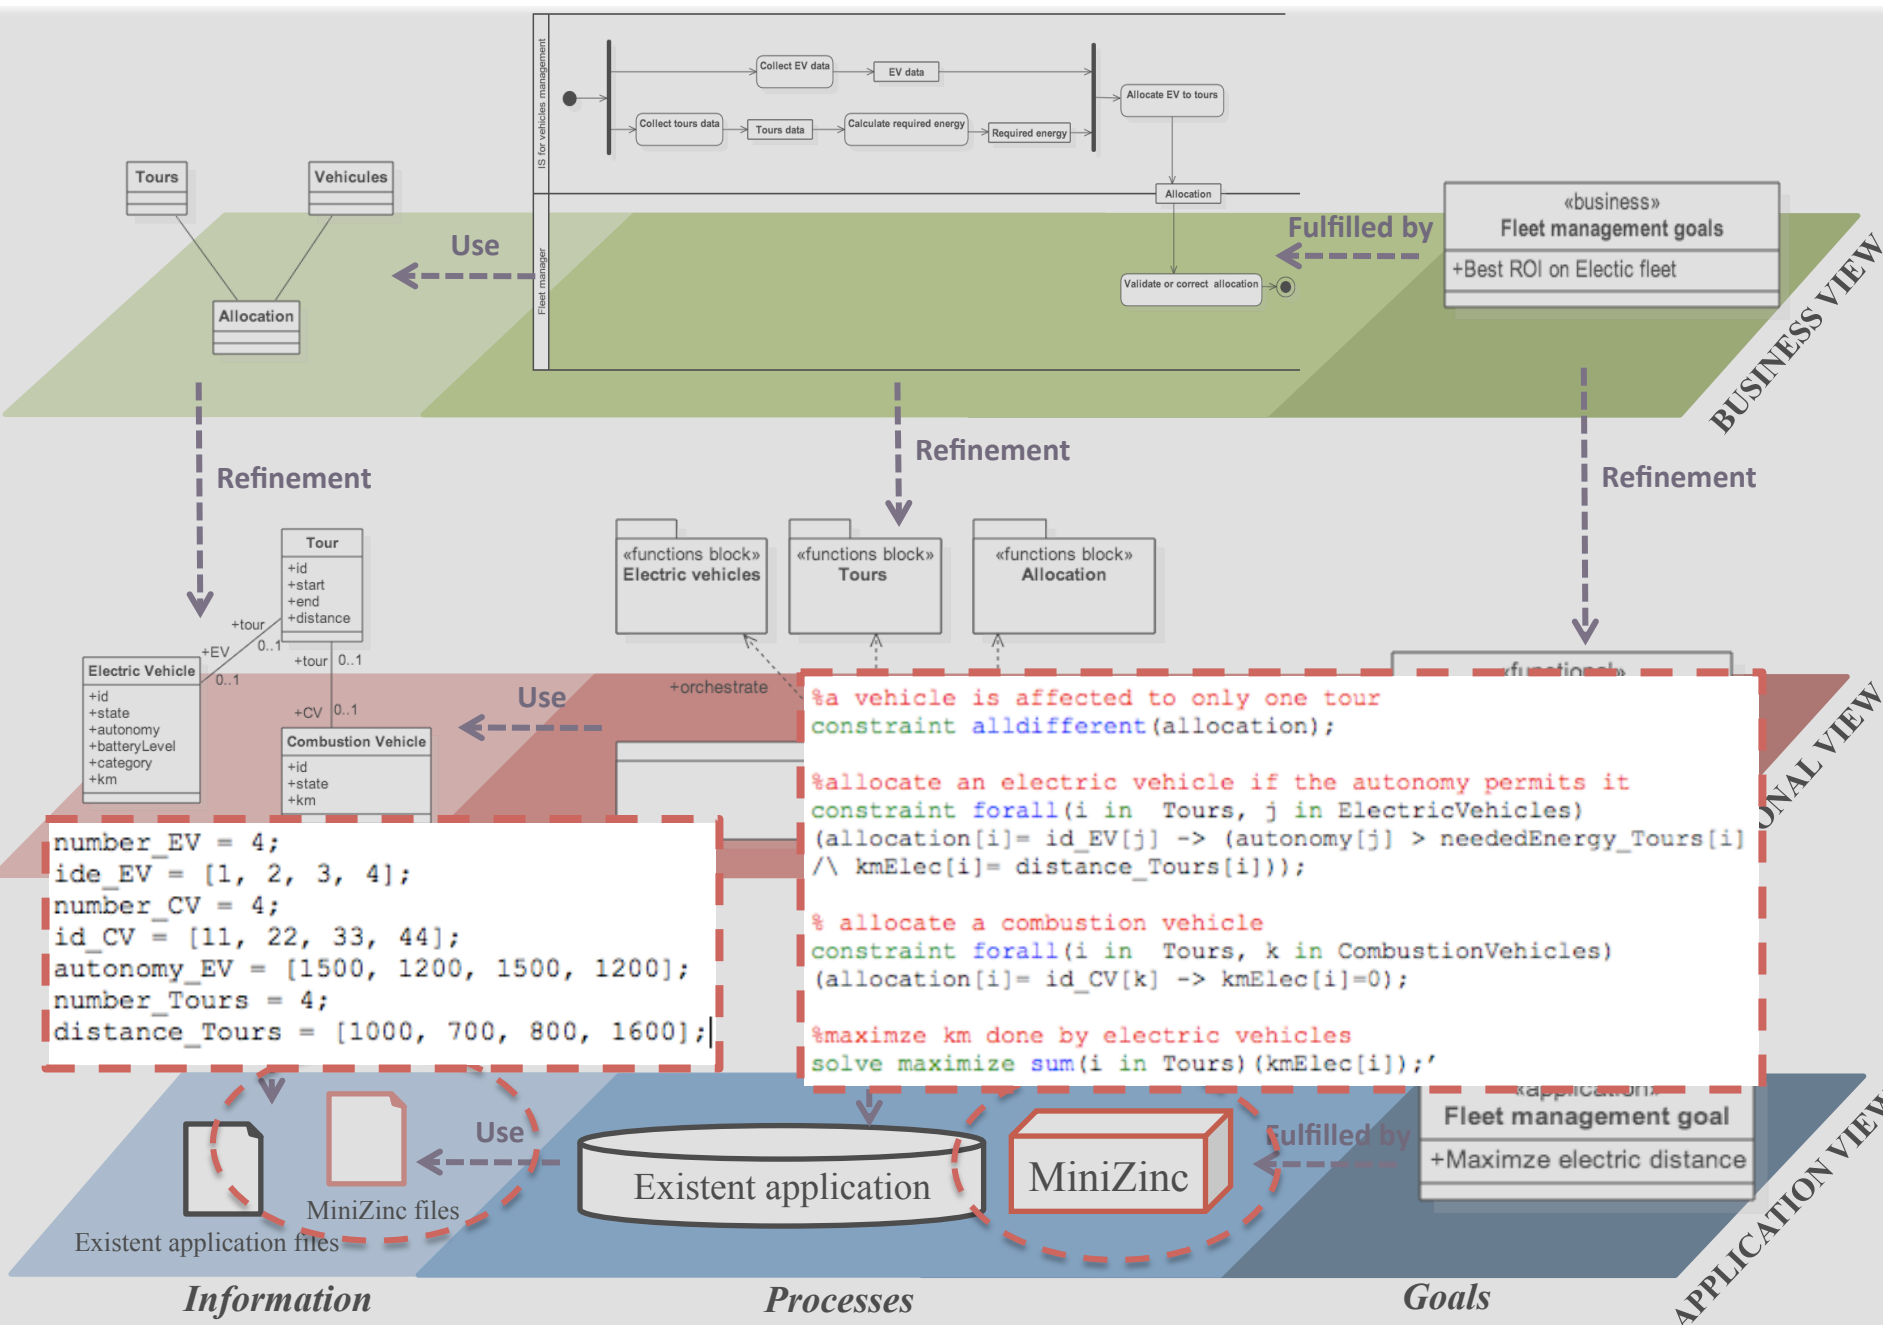 IS for vehicles management
Collect EV data
EV data
Allocate EV to tours
Collect tours data
Tours data
Calculate required energy
Required energy
Allocation
Fleet manager
Validate or correct  allocation
Tours
Vehicules
Allocation
Use
Fulfilled by
«business»
Fleet management goals
+Best ROI on Electic fleet
BUSINESS VIEW
Refinement
Refinement
Refinement
Tour
+id
+start
+end
+distance
+tour
0..1
+EV
0..1
+tour
0..1
Electric Vehicle
+id
+state
+autonomy
+batteryLevel
+category
+km
+CV
0..1
Combustion Vehicle
+id
+state
+km
Use
«functions block»
Electric vehicles
«functions block»
Tours
«functions block»
Allocation
+orchestrate
«functional»
ONAL VIEW
%a vehicle is affected to only one tour
constraint alldifferent(allocation);
%allocate an electric vehicle if the autonomy permits it
constraint forall(i in  Tours, j in ElectricVehicles)
(allocation[i]= id_EV[j] -> (autonomy[j] > neededEnergy_Tours[i]
/\ kmElec[i]= distance_Tours[i]));
% allocate a combustion vehicle
constraint forall(i in  Tours, k in CombustionVehicles)
(allocation[i]= id_CV[k] -> kmElec[i]=0);
%maximze km done by electric vehicles
solve maximize sum(i in Tours)(kmElec[i]);’
number_EV = 4;
ide_EV = [1, 2, 3, 4];
number_CV = 4;
id_CV = [11, 22, 33, 44];
autonomy_EV = [1500, 1200, 1500, 1200];
number_Tours = 4;
distance_Tours = [1000, 700, 800, 1600];
MiniZinc files
Existent application files
Use
Existent application
MiniZinc
Fulfilled by
«application»
Fleet management goal
+Maximze electric distance
APPLICATION VIEW
Information
Processes
Goals